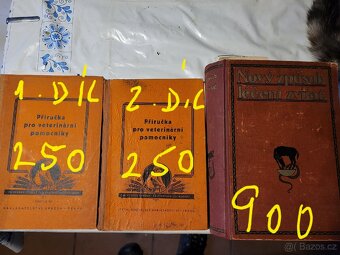 1. DÍL
Příručka
pro veterinární
pomocníky
250
2. DÍL
Příručka
pro veterinární
pomocníky
250
Nový způsob
léčení zvířat
900
bazos.cz